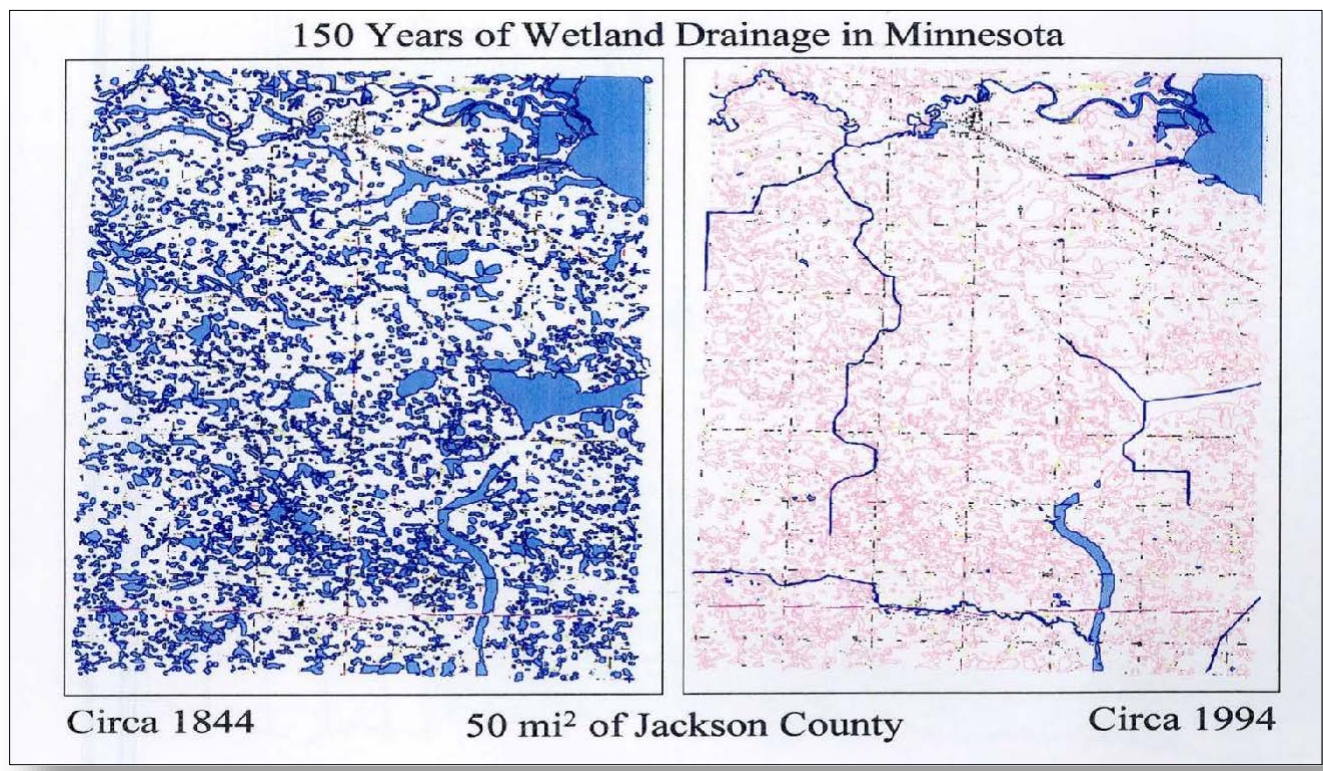 150 Years of Wetland Drainage in Minnesota
F
F
Circa 1844
50 mi² of Jackson County
Circa 1994